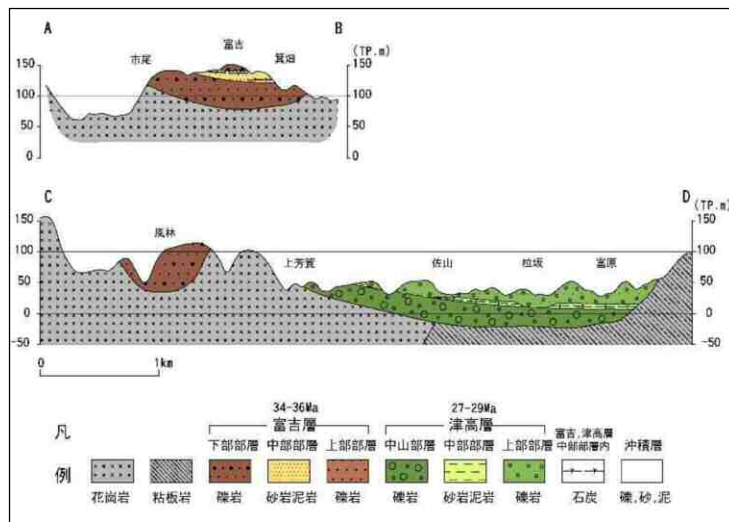 A
B
富吉
(TP.m)
市尾
箕畑
150
100
50
0
150
100
50
0
C
D
(TP.m)
150
100
50
0
-50
風林
上芳賀
佐山
粒坂
富原
150
100
50
0
-50
0
1km
凡例
34-36Ma
富吉層
27-29Ma
津高層
下部部層
中部部層
上部部層
中山部層
中部部層
上部部層
富吉,津高層
中部部層内
沖積層
花崗岩
粘板岩
礫岩
砂岩泥岩
礫岩
礫岩
砂岩泥岩
礫岩
石炭
礫,砂,泥